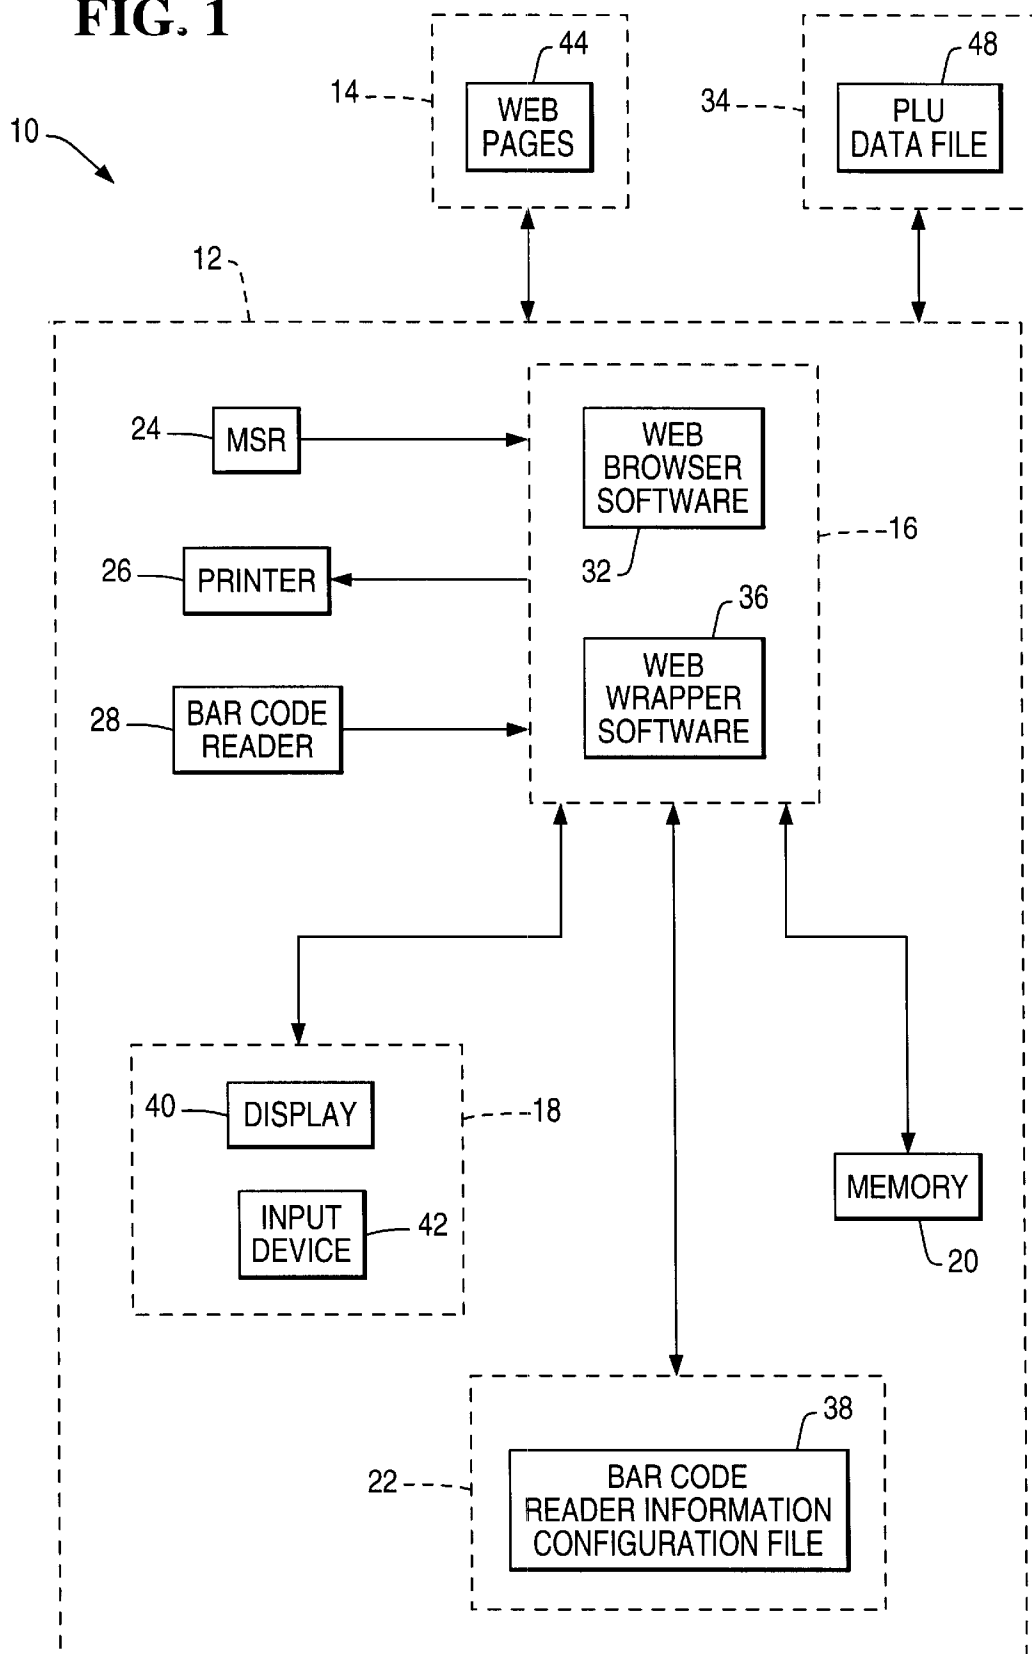 FIG. 1
44
48
14
WEB
PAGES
34
PLU
DATA FILE
10
12
24
MSR
WEB
BROWSER
SOFTWARE
16
26
PRINTER
32
36
28
BAR CODE
READER
WEB
WRAPPER
SOFTWARE
40
DISPLAY
18
INPUT
DEVICE
42
MEMORY
20
38
22
BAR CODE
READER INFORMATION
CONFIGURATION FILE